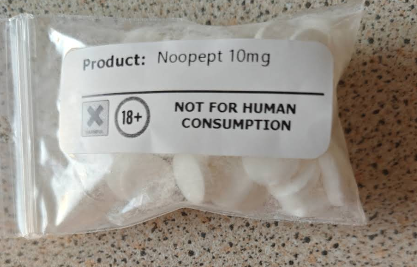 Product: Noopept 10mg
18+
NOT FOR HUMAN
CONSUMPTION